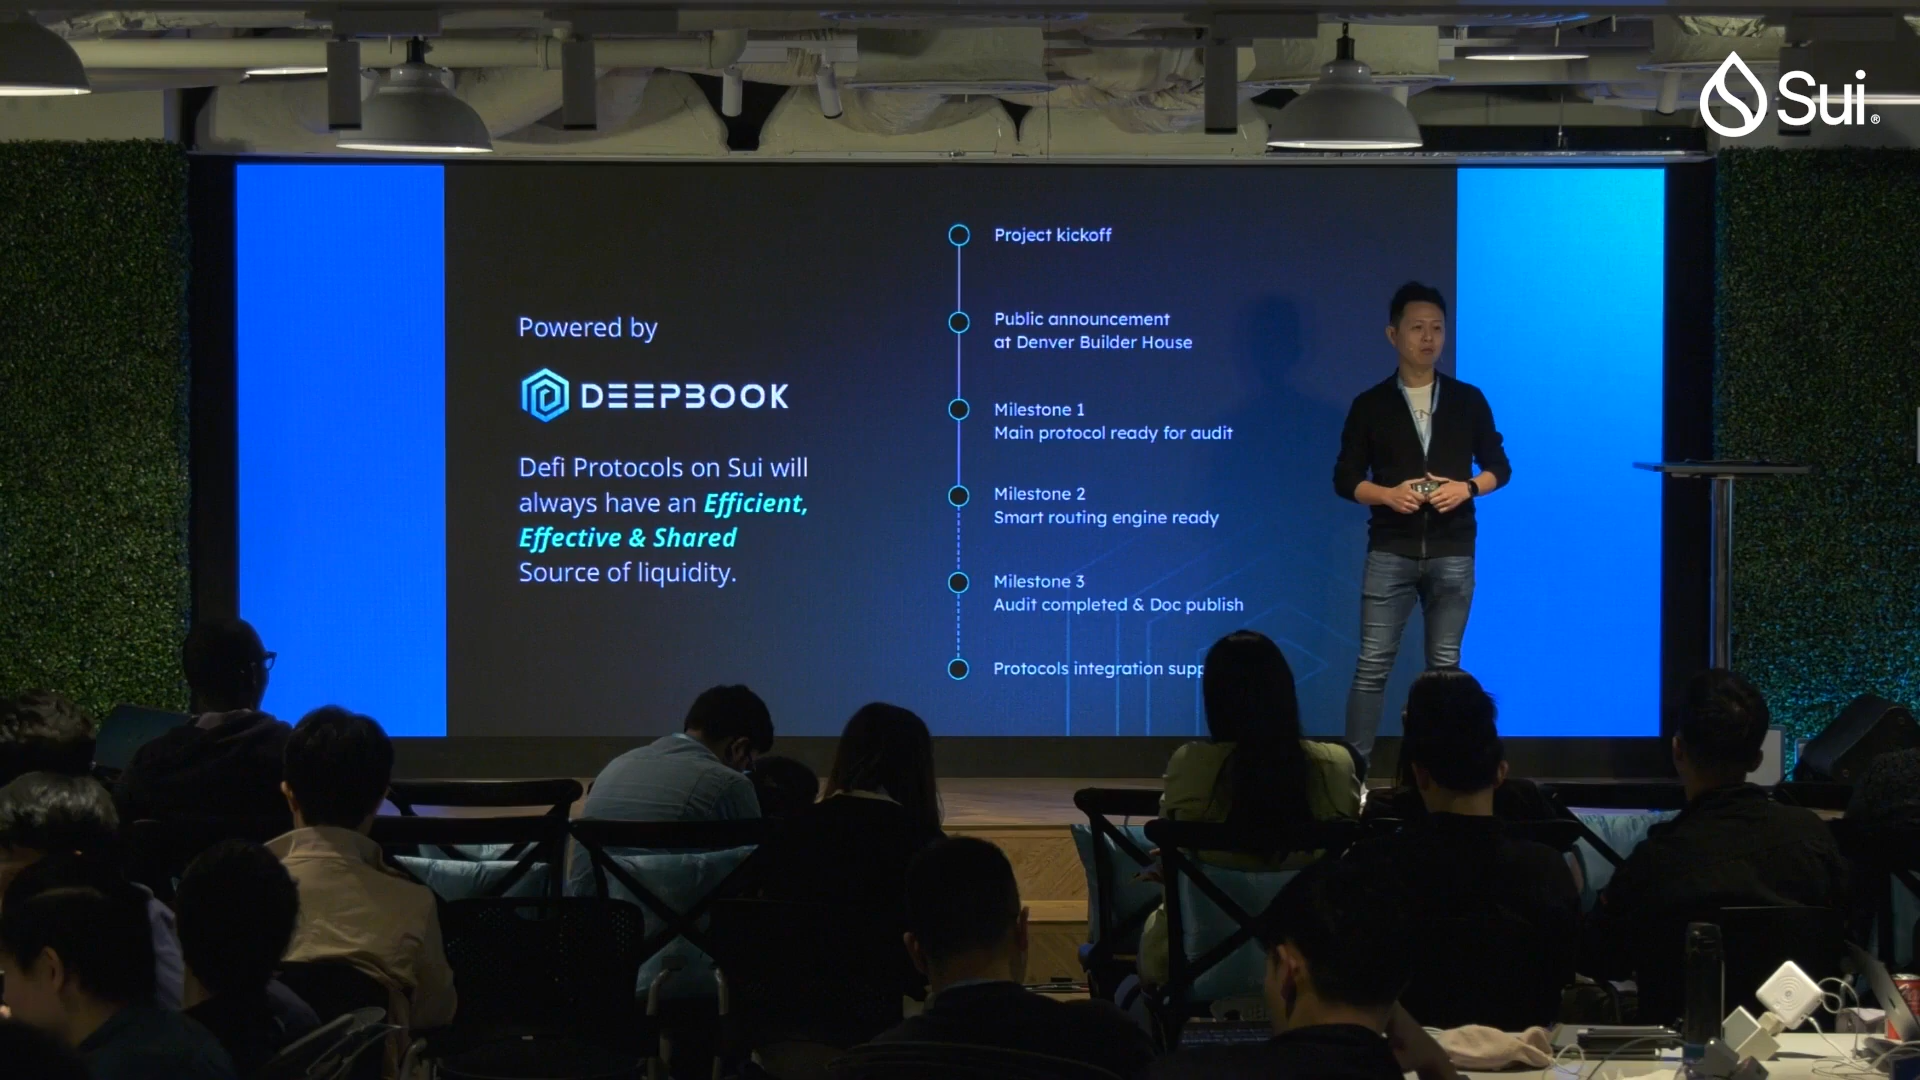 Sui®
Powered by
DEEPBOOK
Defi Protocols on Sui will
always have an Efficient,
Effective & Shared
Source of liquidity.
Project kickoff
Public announcement
at Denver Builder House
Milestone 1
Main protocol ready for audit
Milestone 2
Smart routing engine ready
Milestone 3
Audit completed & Doc publish
Protocols integration